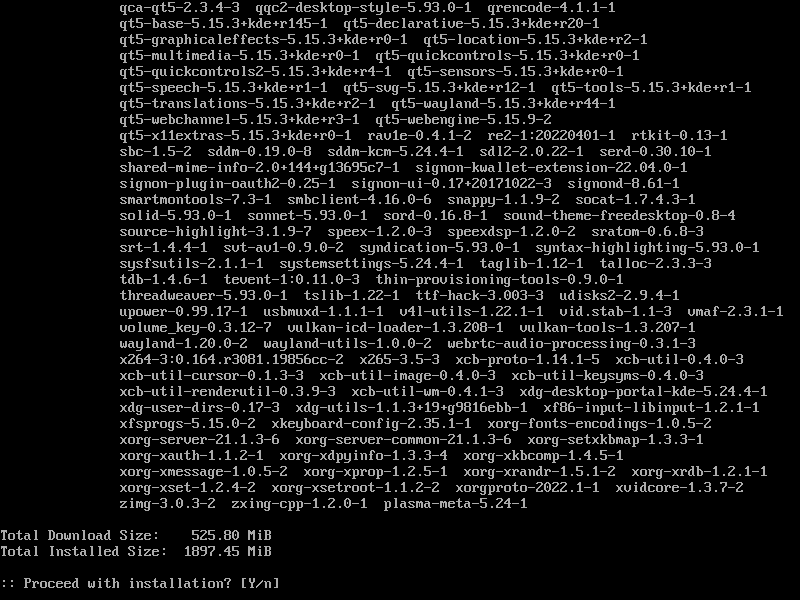 qca-qt5-2.3.4-3  qqc2-desktop-style-5.93.0-1  qrencode-4.1.1-1
qt5-base-5.15.3+kde+r145-1  qt5-declarative-5.15.3+kde+r20-1
qt5-graphicaleffects-5.15.3+kde+r0-1  qt5-location-5.15.3+kde+r2-1
qt5-multimedia-5.15.3+kde+r0-1  qt5-quickcontrols-5.15.3+kde+r0-1
qt5-quickcontrols2-5.15.3+kde+r4-1  qt5-sensors-5.15.3+kde+r0-1
qt5-speech-5.15.3+kde+r1-1  qt5-svg-5.15.3+kde+r12-1  qt5-tools-5.15.3+kde+r1-1
qt5-translations-5.15.3+kde+r2-1  qt5-wayland-5.15.3+kde+r44-1
qt5-webchannel-5.15.3+kde+r3-1  qt5-webengine-5.15.9-2
qt5-x11extras-5.15.3+kde+r0-1  rav1e-0.4.1-2  re2-1:20220401-1  rtkit-0.13-1
sbc-1.5-2  sddm-0.19.0-8  sddm-kcm-5.24.4-1  sdl2-2.0.22-1  serd-0.30.10-1
shared-mime-info-2.0+144+g13695c7-1  signon-kwallet-extension-22.04.0-1
signon-plugin-oauth2-0.25-1  signon-ui-0.17+20171022-3  signond-8.61-1
smartmontools-7.3-1  smbclient-4.16.0-6  snappy-1.1.9-2  socat-1.7.4.3-1
solid-5.93.0-1  sonnet-5.93.0-1  sord-0.16.8-1  sound-theme-freedesktop-0.8-4
source-highlight-3.1.9-7  speex-1.2.0-3  speexdsp-1.2.0-2  sratom-0.6.8-3
srt-1.4.4-1  svt-av1-0.9.0-2  syndication-5.93.0-1  syntax-highlighting-5.93.0-1
sysfsutils-2.1.1-1  systemsettings-5.24.4-1  taglib-1.12-1  talloc-2.3.3-3
tdb-1.4.6-1  tevent-1:0.11.0-3  thin-provisioning-tools-0.9.0-1
threadweaver-5.93.0-1  tslib-1.22-1  ttf-hack-3.003-3  udisks2-2.9.4-1
upower-0.99.17-1  usbmuxd-1.1.1-1  v4l-utils-1.22.1-1  vid.stab-1.1-3  vmaf-2.3.1-1
volume_key-0.3.12-7  vulkan-icd-loader-1.3.208-1  vulkan-tools-1.3.207-1
wayland-1.20.0-2  wayland-utils-1.0.0-2  webrtc-audio-processing-0.3.1-3
x264-3:0.164.r3081.19856cc-2  x265-3.5-3  xcb-proto-1.14.1-5  xcb-util-0.4.0-3
xcb-util-cursor-0.1.3-3  xcb-util-image-0.4.0-3  xcb-util-keysyms-0.4.0-3
xcb-util-renderutil-0.3.9-3  xcb-util-wm-0.4.1-3  xdg-desktop-portal-kde-5.24.4-1
xdg-user-dirs-0.17-3  xdg-utils-1.1.3+19+g9816ebb-1  xf86-input-libinput-1.2.1-1
xfsprogs-5.15.0-2  xkeyboard-config-2.35.1-1  xorg-fonts-encodings-1.0.5-2
xorg-server-21.1.3-6  xorg-server-common-21.1.3-6  xorg-setxkbmap-1.3.3-1
xorg-xauth-1.1.2-1  xorg-xdpyinfo-1.3.3-4  xorg-xkbcomp-1.4.5-1
xorg-xmessage-1.0.5-2  xorg-xprop-1.2.5-1  xorg-xrandr-1.5.1-2  xorg-xrdb-1.2.1-1
xorg-xset-1.2.4-2  xorg-xsetroot-1.1.2-2  xorgproto-2022.1-1  xvidcore-1.3.7-2
zimg-3.0.3-2  zxing-cpp-1.2.0-1  plasma-meta-5.24-1
Total Download Size:    525.80 MiB
Total Installed Size:  1897.45 MiB
:: Proceed with installation? [Y/n]